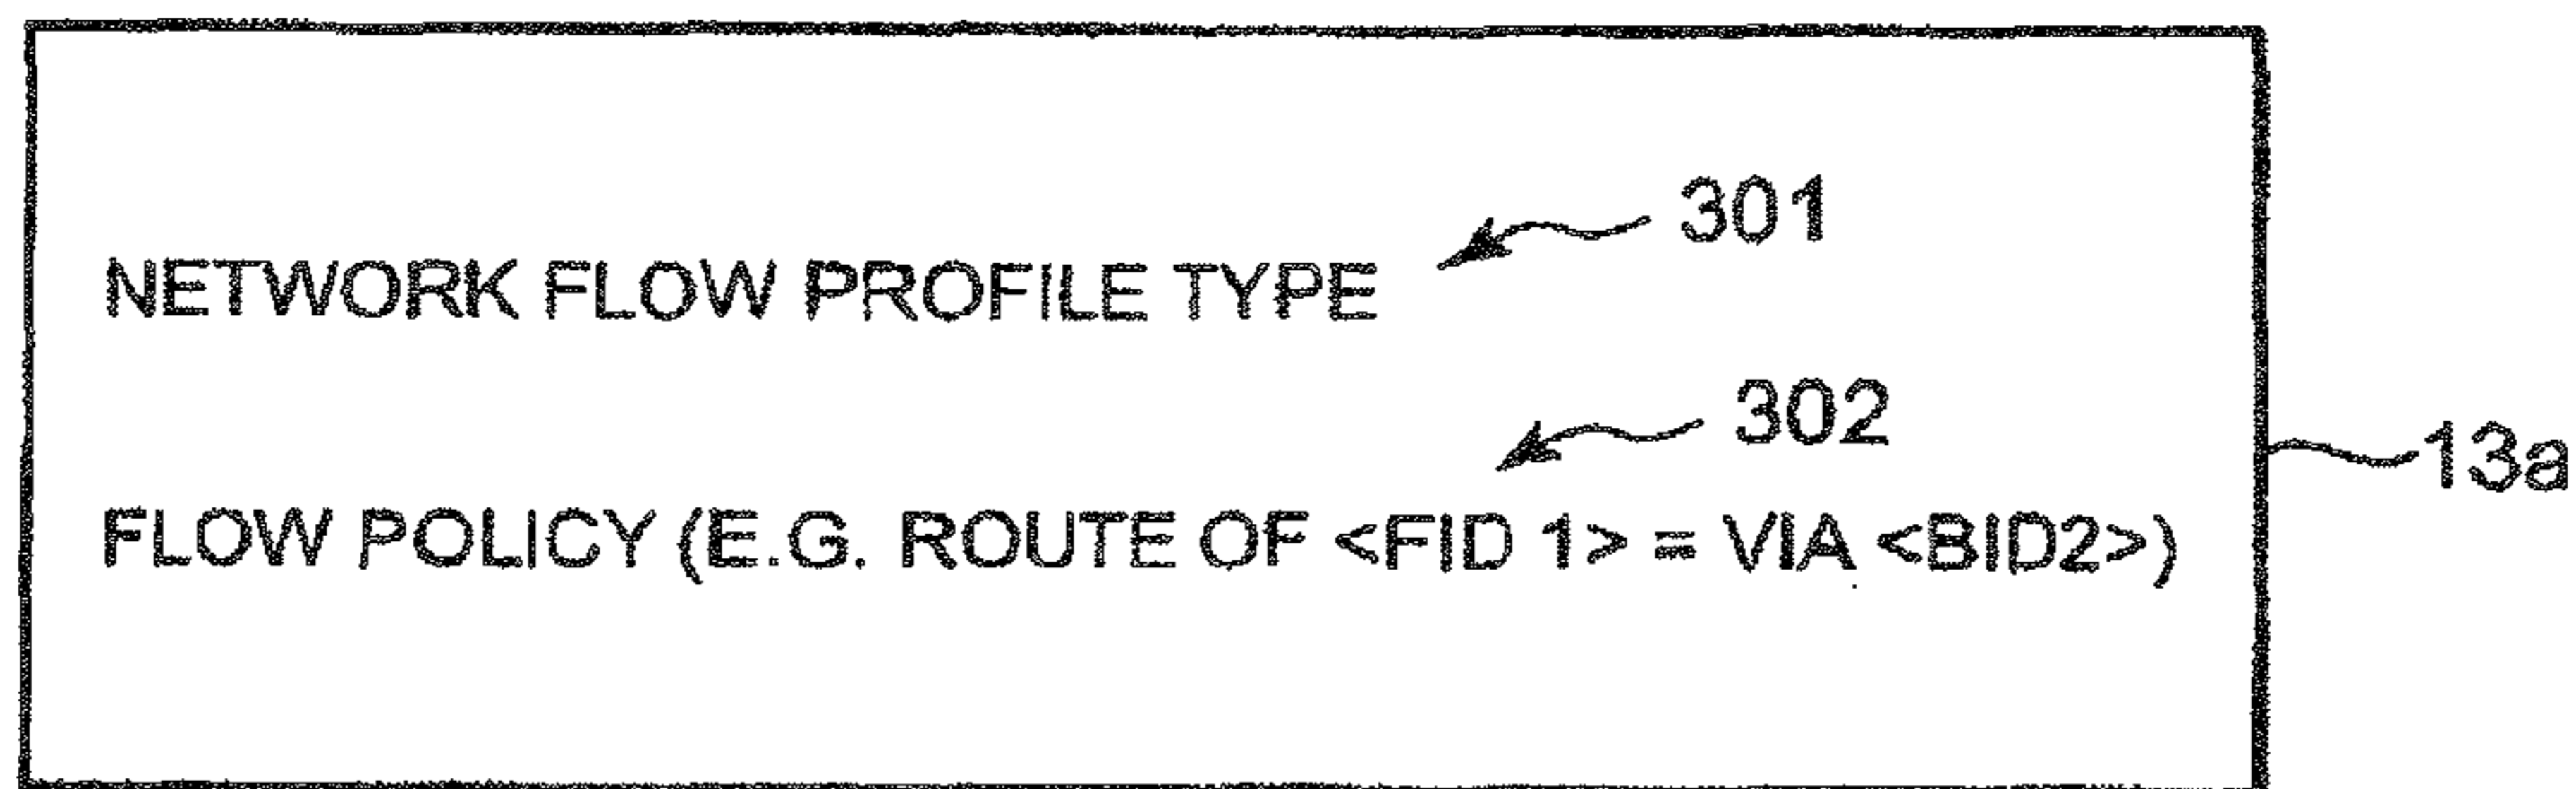 301
NETWORK FLOW PROFILE TYPE
302
FLOW POLICY (E.G. ROUTE OF <FID 1> = VIA <BID2>)
13a